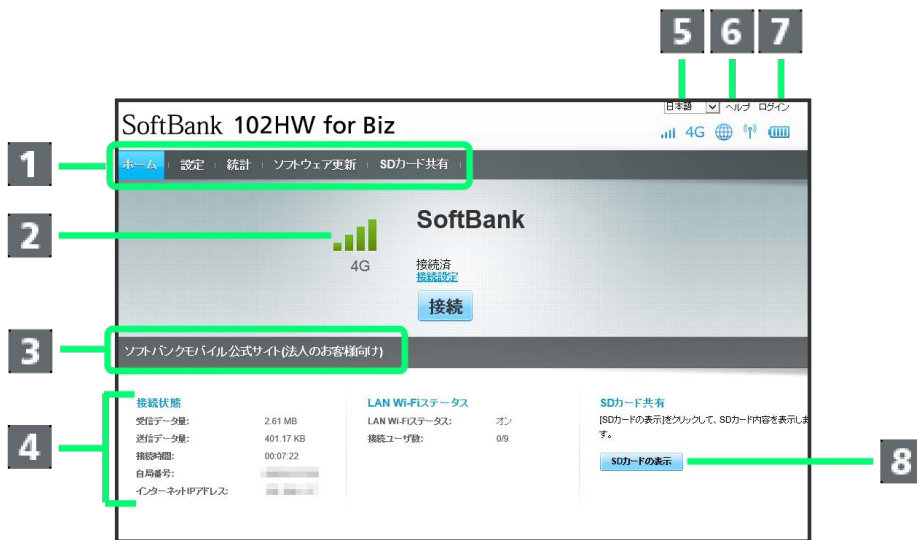 5 6 7
日本語 ヘルプ ログイン
SoftBank 102HW for Biz
4G
1
ホーム 設定 統計 ソフトウェア更新 SDカード共有
2
SoftBank
4G
接続済
接続設定
接続
3
ソフトバンクモバイル公式サイト(法人のお客様向け)
4
接続状態
受信データ量: 2.61 MB
送信データ量: 401.17 KB
接続時間: 00:07:22
自局番号:
インターネットIPアドレス:
LAN Wi-Fiステータス
LAN Wi-Fiステータス: オン
接続ユーザ数: 0/9
SDカード共有
[SDカードの表示]をクリックして、SDカード内容を表示しま
す。
SDカードの表示
8